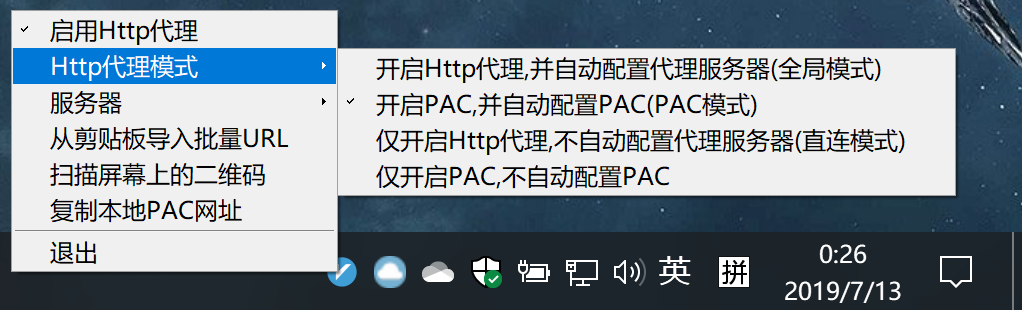 启用Http代理
Http代理模式
服务器
从剪贴板导入批量URL
扫描屏幕上的二维码
复制本地PAC网址
退出
开启Http代理,并自动配置代理服务器(全局模式)
开启PAC,并自动配置PAC(PAC模式)
仅开启Http代理,不自动配置代理服务器(直连模式)
仅开启PAC,不自动配置PAC
英
拼
0:26
2019/7/13